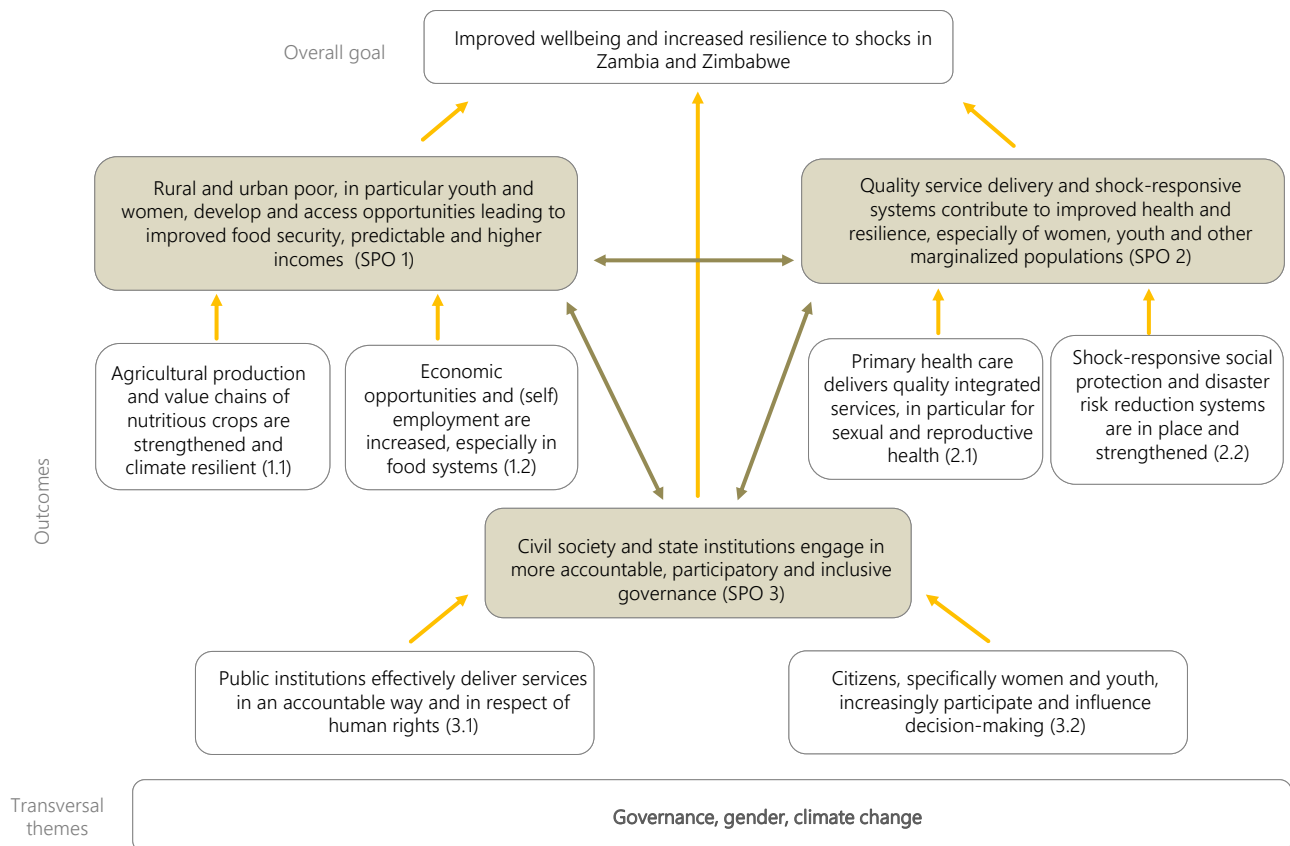 Overall goal
Improved wellbeing and increased resilience to shocks in
Zambia and Zimbabwe
Rural and urban poor, in particular youth and
women, develop and access opportunities leading to
improved food security, predictable and higher
incomes (SPO 1)
Quality service delivery and shock-responsive
systems contribute to improved health and
resilience, especially of women, youth and other
marginalized populations (SPO 2)
Outcomes
Agricultural production
and value chains of
nutritious crops are
strengthened and
climate resilient (1.1)
Economic
opportunities and (self)
employment are
increased, especially in
food systems (1.2)
Primary health care
delivers quality integrated
services, in particular for
sexual and reproductive
health (2.1)
Shock-responsive social
protection and disaster
risk reduction systems
are in place and
strengthened (2.2)
Civil society and state institutions engage in
more accountable, participatory and inclusive
governance (SPO 3)
Public institutions effectively deliver services
in an accountable way and in respect of
human rights (3.1)
Citizens, specifically women and youth,
increasingly participate and influence
decision-making (3.2)
Transversal
themes
Governance, gender, climate change